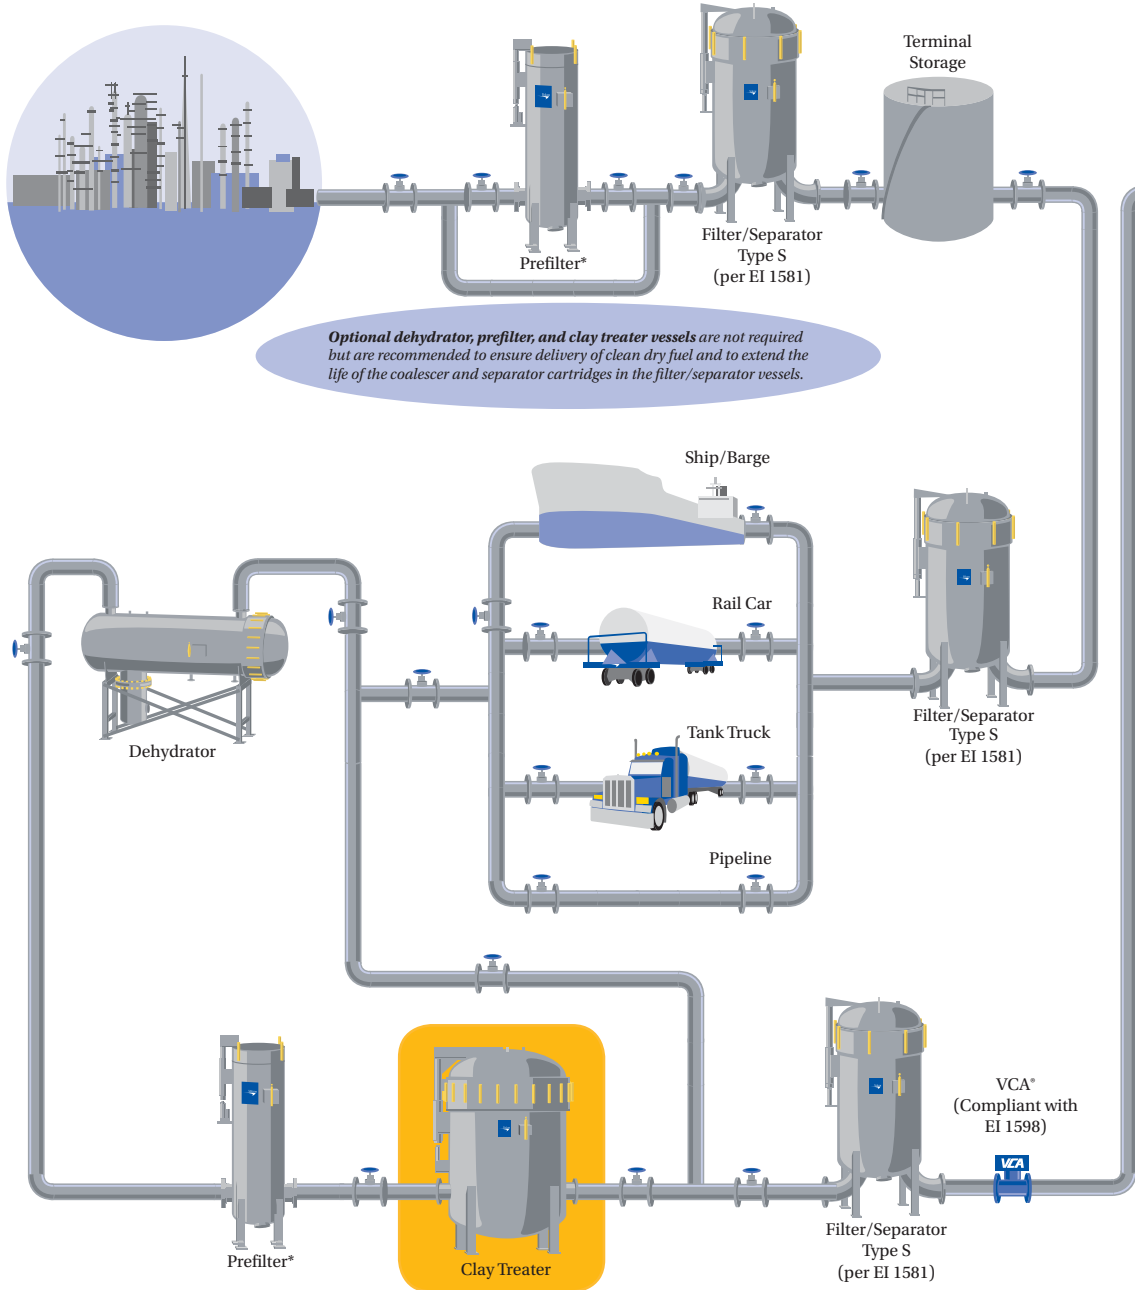 Terminal
Storage
Filter/Separator
Type S
(per EI 1581)
Prefilter*
Optional dehydrator, prefilter, and clay treater vessels are not required
but are recommended to ensure delivery of clean dry fuel and to extend the
life of the coalescer and separator cartridges in the filter/separator vessels.
Ship/Barge
Rail Car
Filter/Separator
Type S
(per EI 1581)
Tank Truck
Dehydrator
Pipeline
VCA®
(Compliant with
EI 1598)
VCA
Filter/Separator
Type S
(per EI 1581)
Prefilter*
Clay Treater